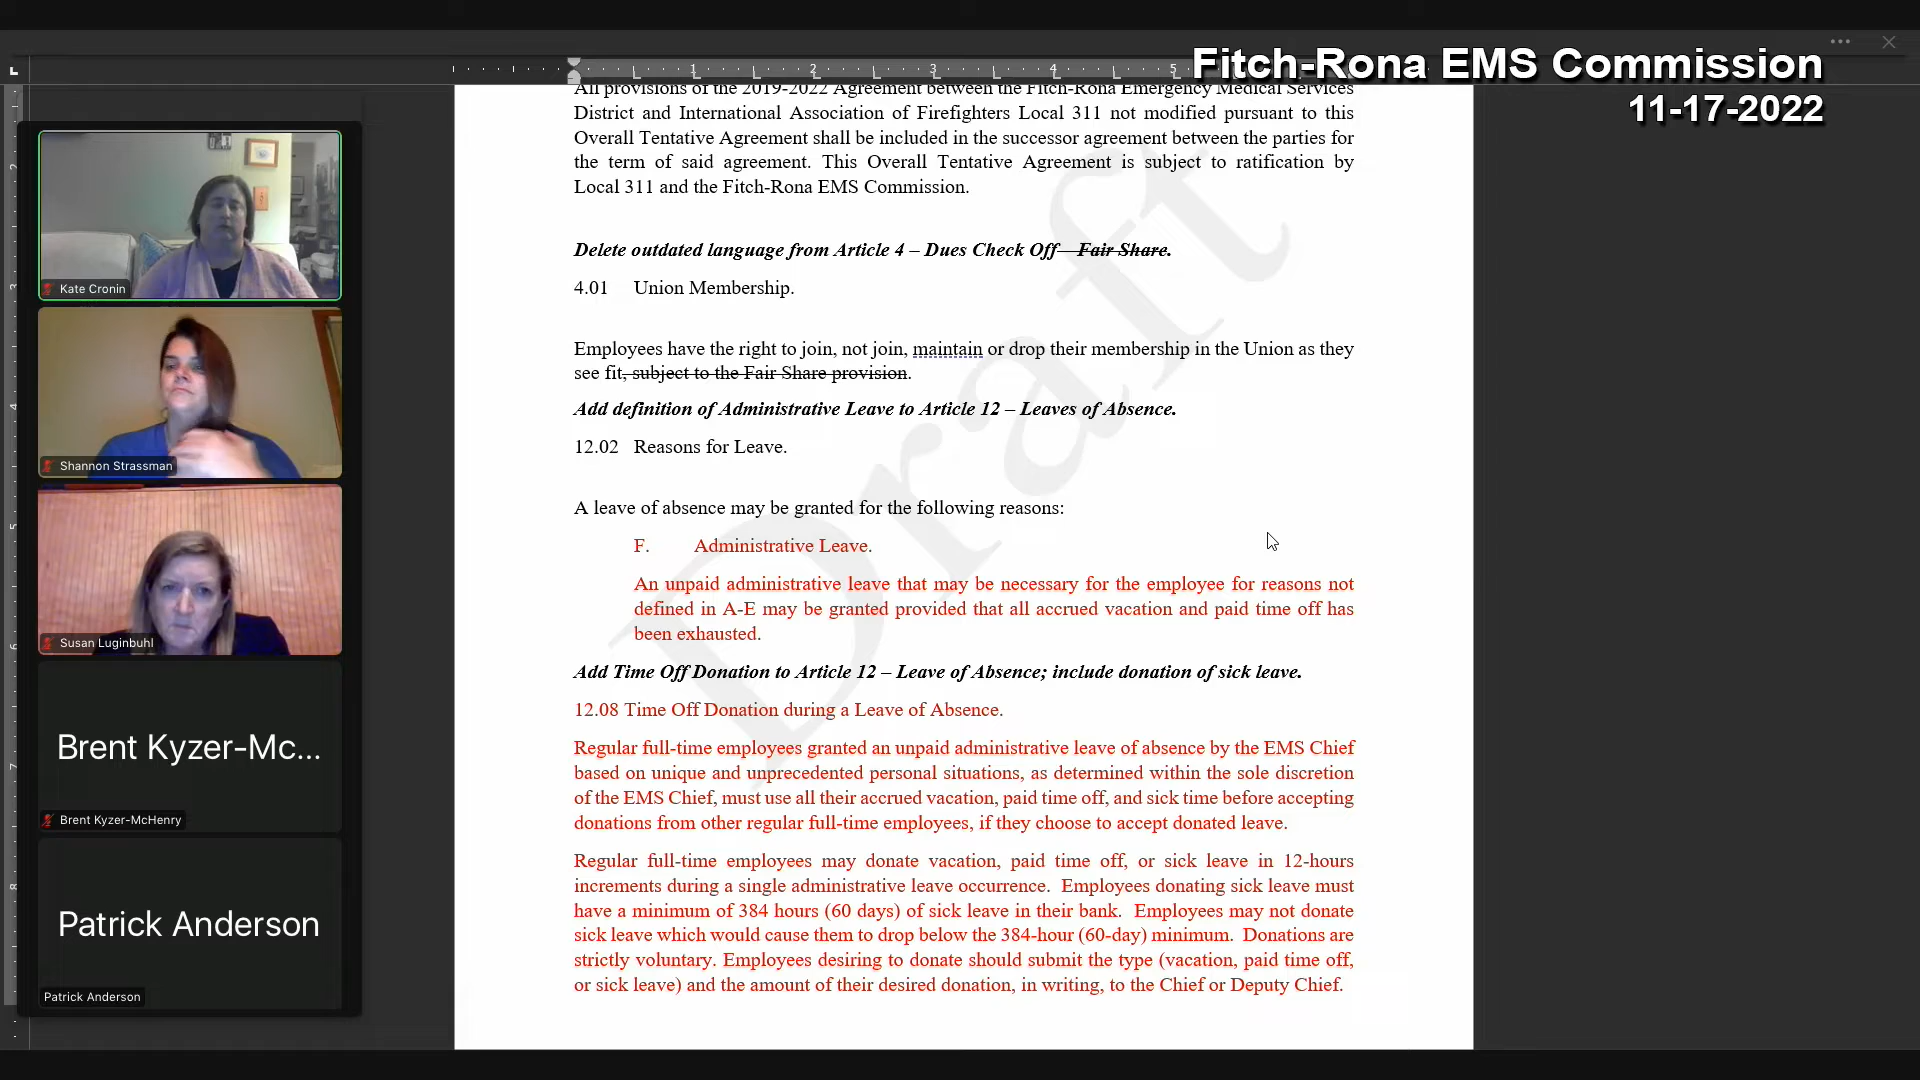 Fitch-Rona EMS Commission
11-17-2022
1 2 3 4 5
All provisions of the 2019-2022 Agreement between the Fitch-Rona Emergency Medical Services
District and International Association of Firefighters Local 311 not modified pursuant to this
Overall Tentative Agreement shall be included in the successor agreement between the parties for
the term of said agreement. This Overall Tentative Agreement is subject to ratification by
Local 311 and the Fitch-Rona EMS Commission.
Delete outdated language from Article 4 – Dues Check Off—Fair Share.
4.01 Union Membership.
Employees have the right to join, not join, maintain or drop their membership in the Union as they
see fit, subject to the Fair Share provision.
Add definition of Administrative Leave to Article 12 – Leaves of Absence.
12.02 Reasons for Leave.
A leave of absence may be granted for the following reasons:
F. Administrative Leave.
An unpaid administrative leave that may be necessary for the employee for reasons not
defined in A-E may be granted provided that all accrued vacation and paid time off has
been exhausted.
Add Time Off Donation to Article 12 – Leave of Absence; include donation of sick leave.
12.08 Time Off Donation during a Leave of Absence.
Regular full-time employees granted an unpaid administrative leave of absence by the EMS Chief
based on unique and unprecedented personal situations, as determined within the sole discretion
of the EMS Chief, must use all their accrued vacation, paid time off, and sick time before accepting
donations from other regular full-time employees, if they choose to accept donated leave.
Regular full-time employees may donate vacation, paid time off, or sick leave in 12-hours
increments during a single administrative leave occurrence. Employees donating sick leave must
have a minimum of 384 hours (60 days) of sick leave in their bank. Employees may not donate
sick leave which would cause them to drop below the 384-hour (60-day) minimum. Donations are
strictly voluntary. Employees desiring to donate should submit the type (vacation, paid time off,
or sick leave) and the amount of their desired donation, in writing, to the Chief or Deputy Chief.
Draft
Kate Cronin
Shannon Strassman
Susan Luginbuhl
Brent Kyzer-Mc...
Brent Kyzer-McHenry
Patrick Anderson
Patrick Anderson
2
3
4
5
6
7
8